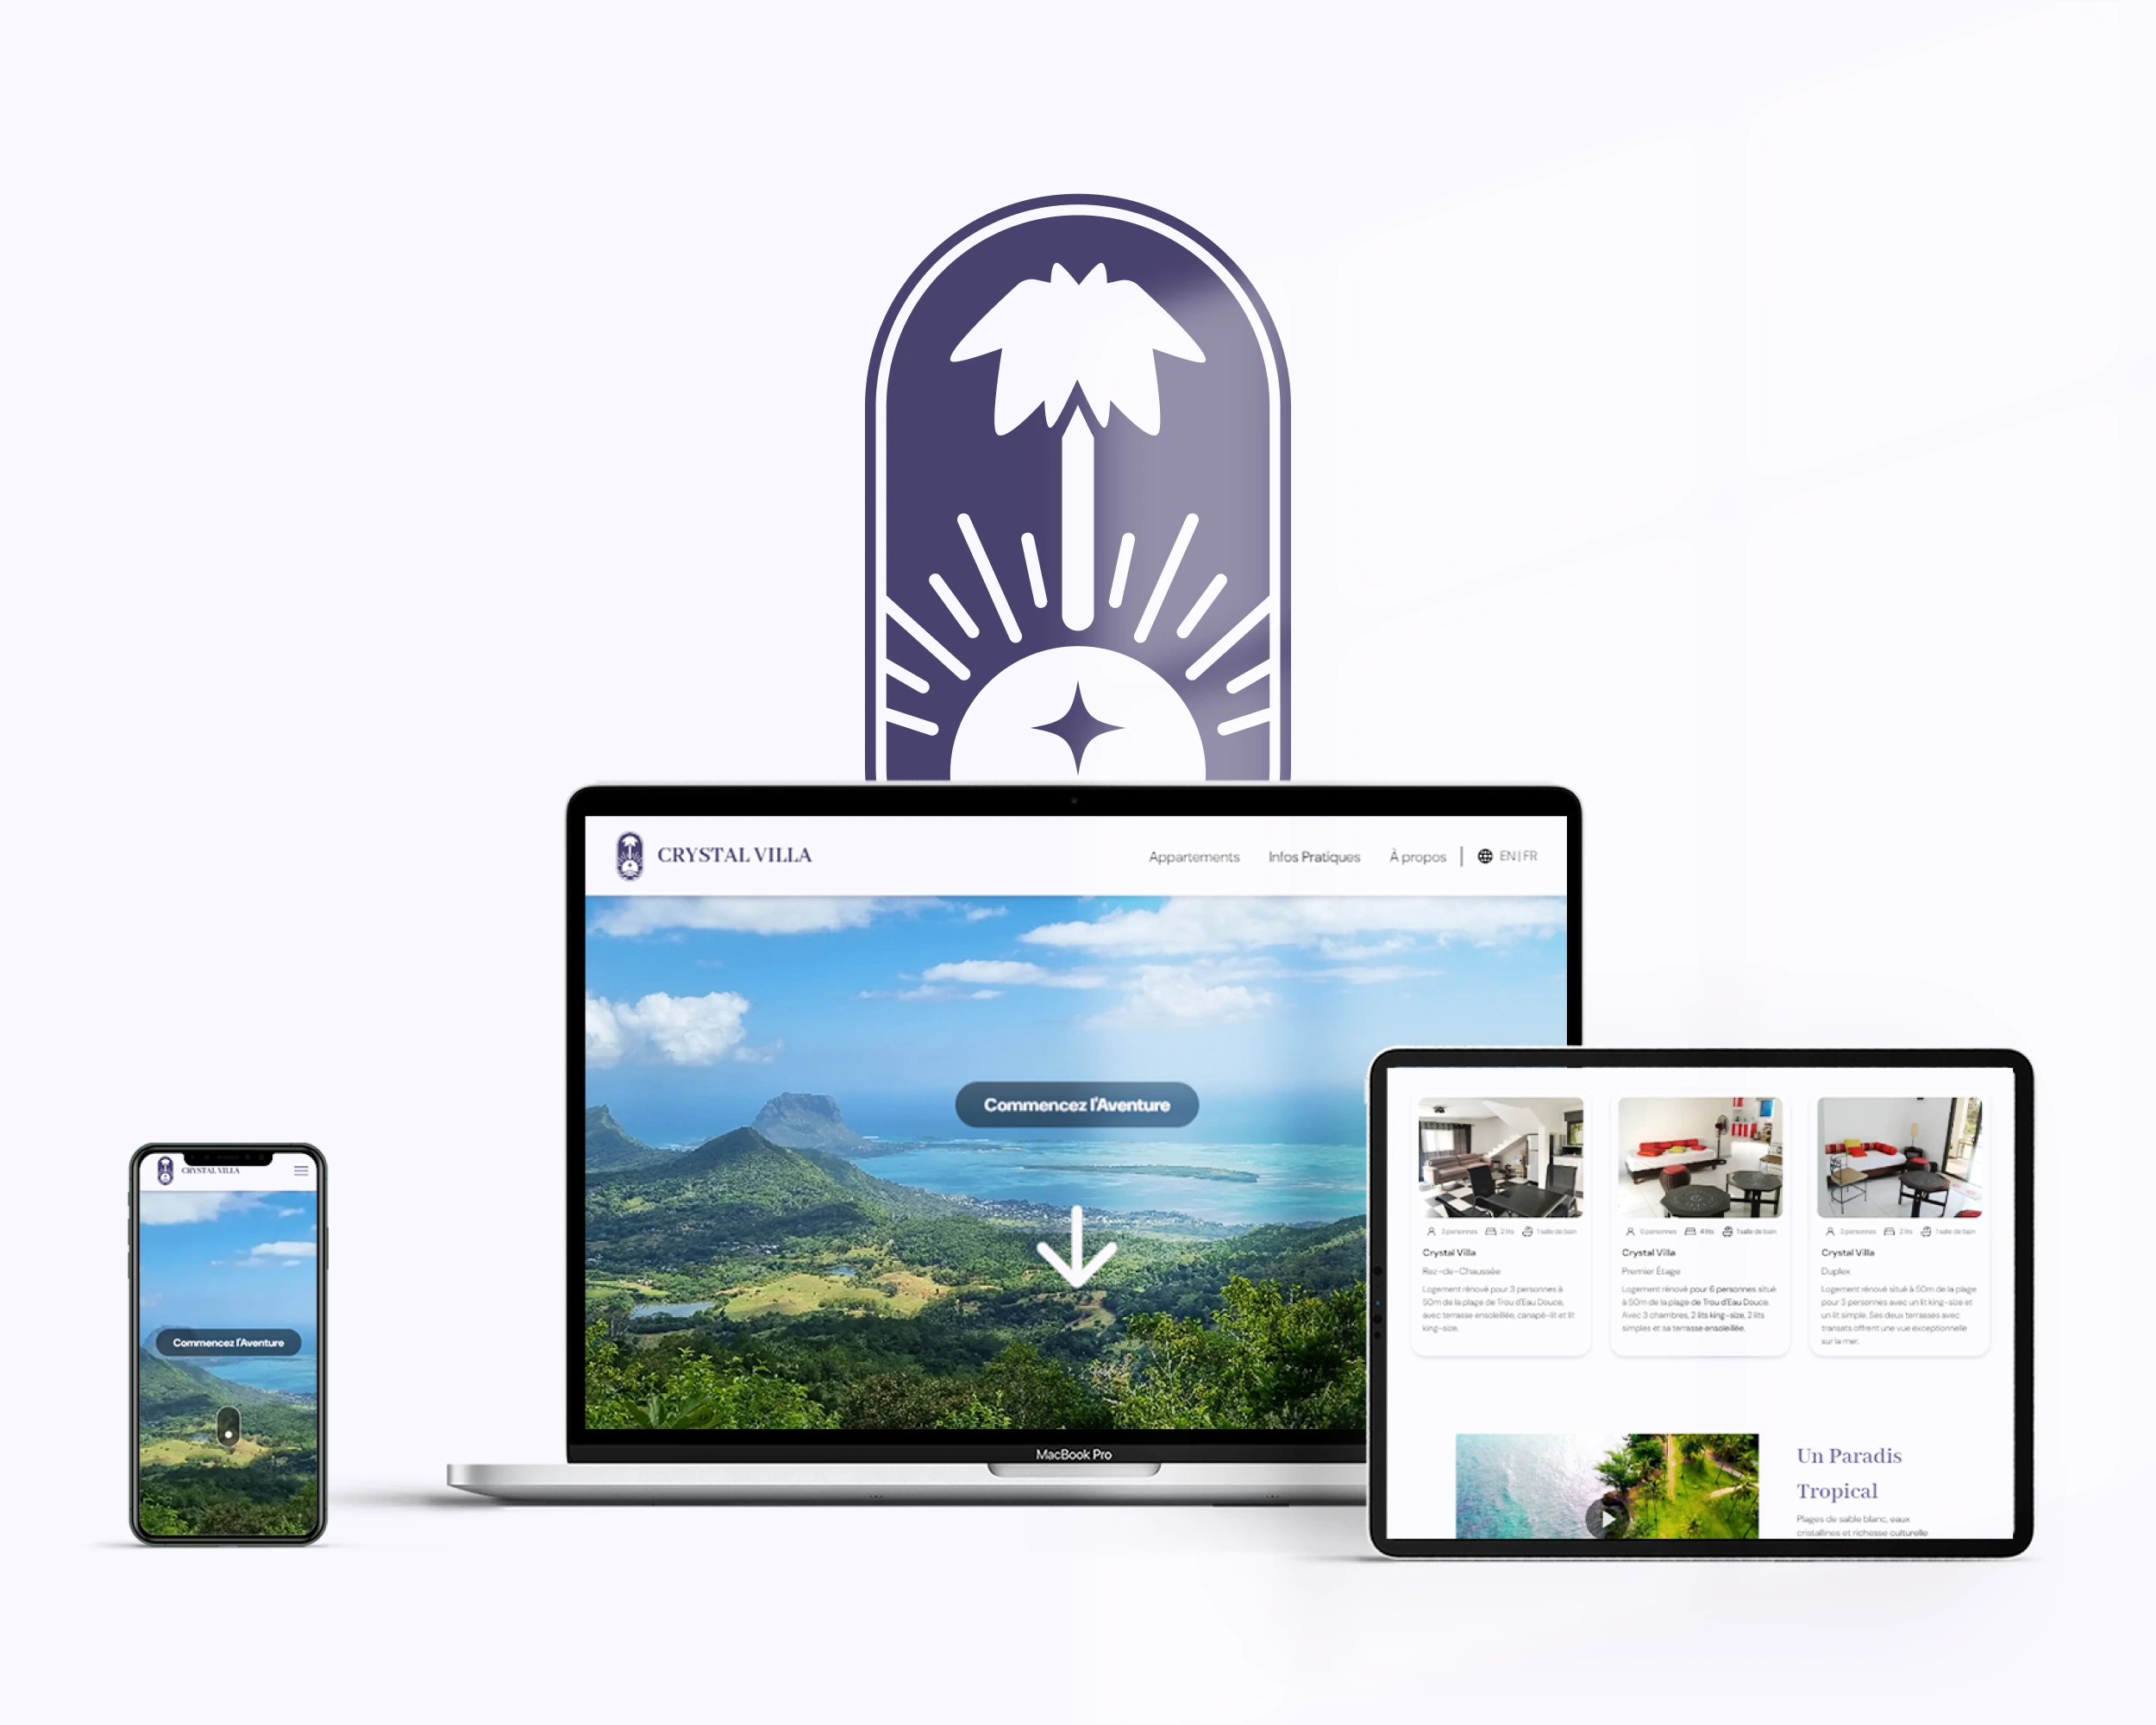 CRYSTAL VILLA
Appartements
Infos Pratiques
À propos
EN | FR
Commencez l'Aventure
MacBook Pro
CRYSTAL VILLA
Commencez l'Aventure
3 personnes 2 lits 1 salle de bain
Crystal Villa
Rez-de-Chaussée
Logement rénové pour 3 personnes à
50m de la plage de Trou d'Eau Douce,
avec terrasse ensoleillée, canapé-lit et lit
king-size.
6 personnes 4 lits 1 salle de bain
Crystal Villa
Premier Étage
Logement rénové pour 6 personnes situé
à 50m de la plage de Trou d'Eau Douce.
Avec 3 chambres, 2 lits king-size, 2 lits
simples et sa terrasse ensoleillée.
3 personnes 2 lits 1 salle de bain
Crystal Villa
Duplex
Logement rénové situé à 50m de la plage
pour 3 personnes avec un lit king-size et
un lit simple. Ses deux terrasses avec
transats offrent une vue exceptionnelle
sur la mer.
Un Paradis
Tropical
Plages de sable blanc, eaux
cristallines et richesse culturelle